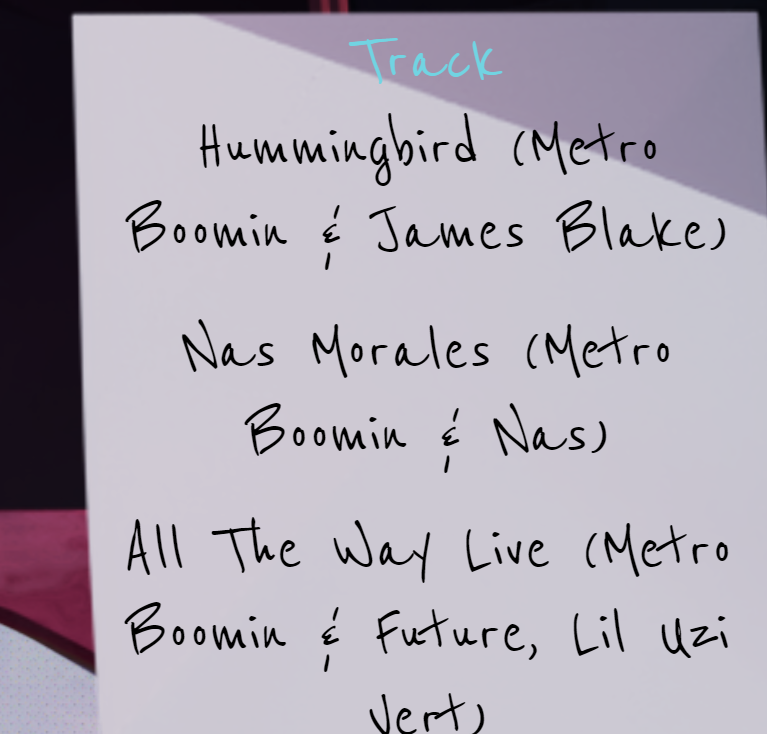 Track
Hummingbird (Metro
Boomin & James Blake)
Nas Morales (Metro
Boomin & Nas)
All The Way Live (Metro
Boomin & Future, Lil Uzi
Vert)